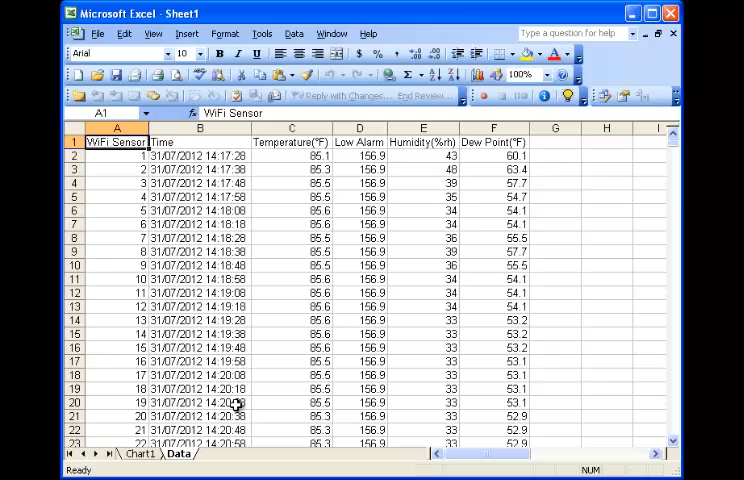 Microsoft Excel - Sheet1
File Edit View Insert Format Tools Data Window Help Type a question for help
Arial 10 B I U $ %
Σ 100%
Reply with Changes... End Review...
A1 fx WiFi Sensor
A B C D E F G H I
1 WiFi Sensor Time Temperature(°F) Low Alarm Humidity(%rh) Dew Point(°F)
2 1 31/07/2012 14:17:28 85.1 156.9 43 60.1
3 2 31/07/2012 14:17:38 85.3 156.9 48 63.4
4 3 31/07/2012 14:17:48 85.5 156.9 39 57.7
5 4 31/07/2012 14:17:58 85.5 156.9 35 54.7
6 5 31/07/2012 14:18:08 85.6 156.9 34 54.1
7 6 31/07/2012 14:18:18 85.6 156.9 34 54.1
8 7 31/07/2012 14:18:28 85.5 156.9 36 55.5
9 8 31/07/2012 14:18:38 85.5 156.9 39 57.7
10 9 31/07/2012 14:18:48 85.5 156.9 36 55.5
11 10 31/07/2012 14:18:58 85.6 156.9 34 54.1
12 11 31/07/2012 14:19:08 85.6 156.9 34 54.1
13 12 31/07/2012 14:19:18 85.6 156.9 34 54.1
14 13 31/07/2012 14:19:28 85.6 156.9 33 53.2
15 14 31/07/2012 14:19:38 85.6 156.9 33 53.2
16 15 31/07/2012 14:19:48 85.6 156.9 33 53.2
17 16 31/07/2012 14:19:58 85.5 156.9 33 53.1
18 17 31/07/2012 14:20:08 85.5 156.9 33 53.1
19 18 31/07/2012 14:20:18 85.5 156.9 33 53.1
20 19 31/07/2012 85.5 156.9 33 53.1
21 20 31/07/2012 14:20:38 85.3 156.9 33 52.9
22 21 31/07/2012 14:20:48 85.3 156.9 33 52.9
23 22 31/07/2012 14:20:58 85.3 156.9 33 52.9
Chart1 Data
Ready NUM